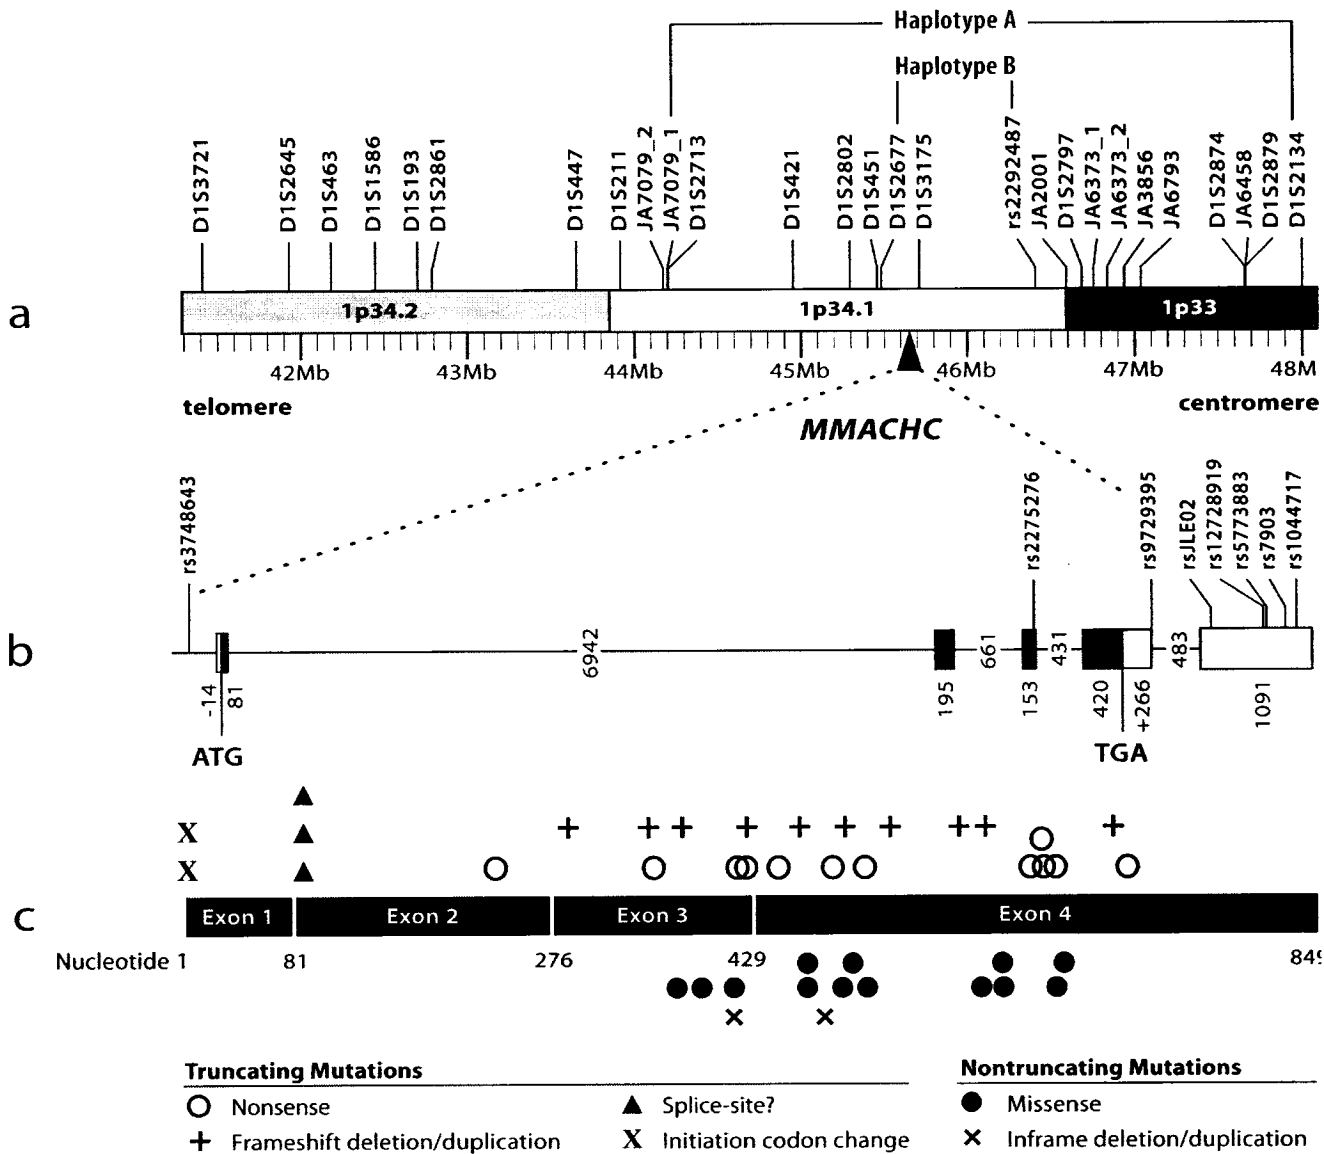 Haplotype A
Haplotype B
D1S3721
D1S2645
D1S463
D1S1586
D1S193
D1S2861
D1S447
D1S211
JA7079_2
JA7079_1
D1S2713
D1S421
D1S2802
D1S451
D1S2677
D1S3175
rs2292487
JA2001
D1S2797
JA6373_1
JA6373_2
JA3856
JA6793
D1S2874
JA6458
D1S2879
D1S2134
a
1p34.2 1p34.1 1p33
42Mb 43Mb 44Mb 45Mb 46Mb 47Mb 48M
telomere centromere
MMACHC
rs3748643
rs2275276
rs9729395
rsJLE02
rs12728919
rs5773883
rs7903
rs1044717
b
6942 661 431 483
-14 81 195 153 420 +266 1091
ATG TGA
c
Exon 1 Exon 2 Exon 3 Exon 4
Nucleotide 1 81 276 429 849
Truncating Mutations Nontruncating Mutations
Nonsense Splice-site? Missense
Frameshift deletion/duplication Initiation codon change Inframe deletion/duplication